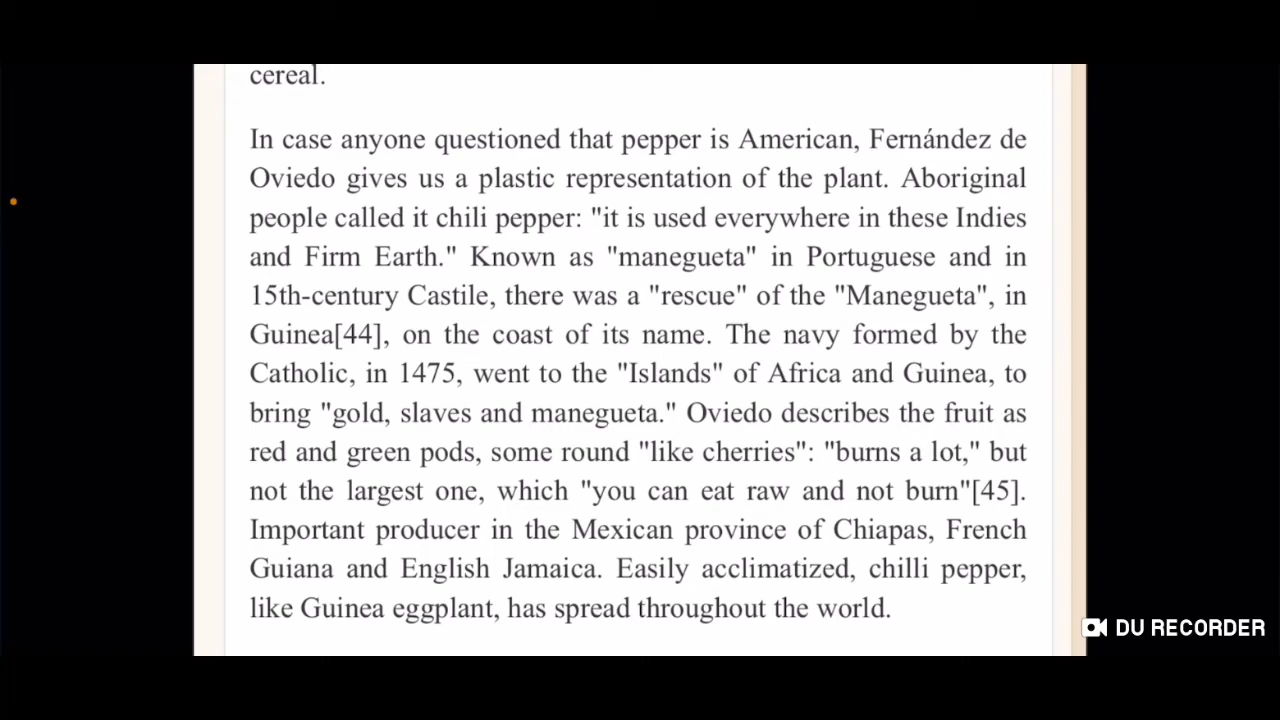 cereal.
In case anyone questioned that pepper is American, Fernández de
Oviedo gives us a plastic representation of the plant. Aboriginal
people called it chili pepper: "it is used everywhere in these Indies
and Firm Earth." Known as "manegueta" in Portuguese and in
15th-century Castile, there was a "rescue" of the "Manegueta", in
Guinea[44], on the coast of its name. The navy formed by the
Catholic, in 1475, went to the "Islands" of Africa and Guinea, to
bring "gold, slaves and manegueta." Oviedo describes the fruit as
red and green pods, some round "like cherries": "burns a lot," but
not the largest one, which "you can eat raw and not burn"[45].
Important producer in the Mexican province of Chiapas, French
Guiana and English Jamaica. Easily acclimatized, chilli pepper,
like Guinea eggplant, has spread throughout the world.
DU RECORDER